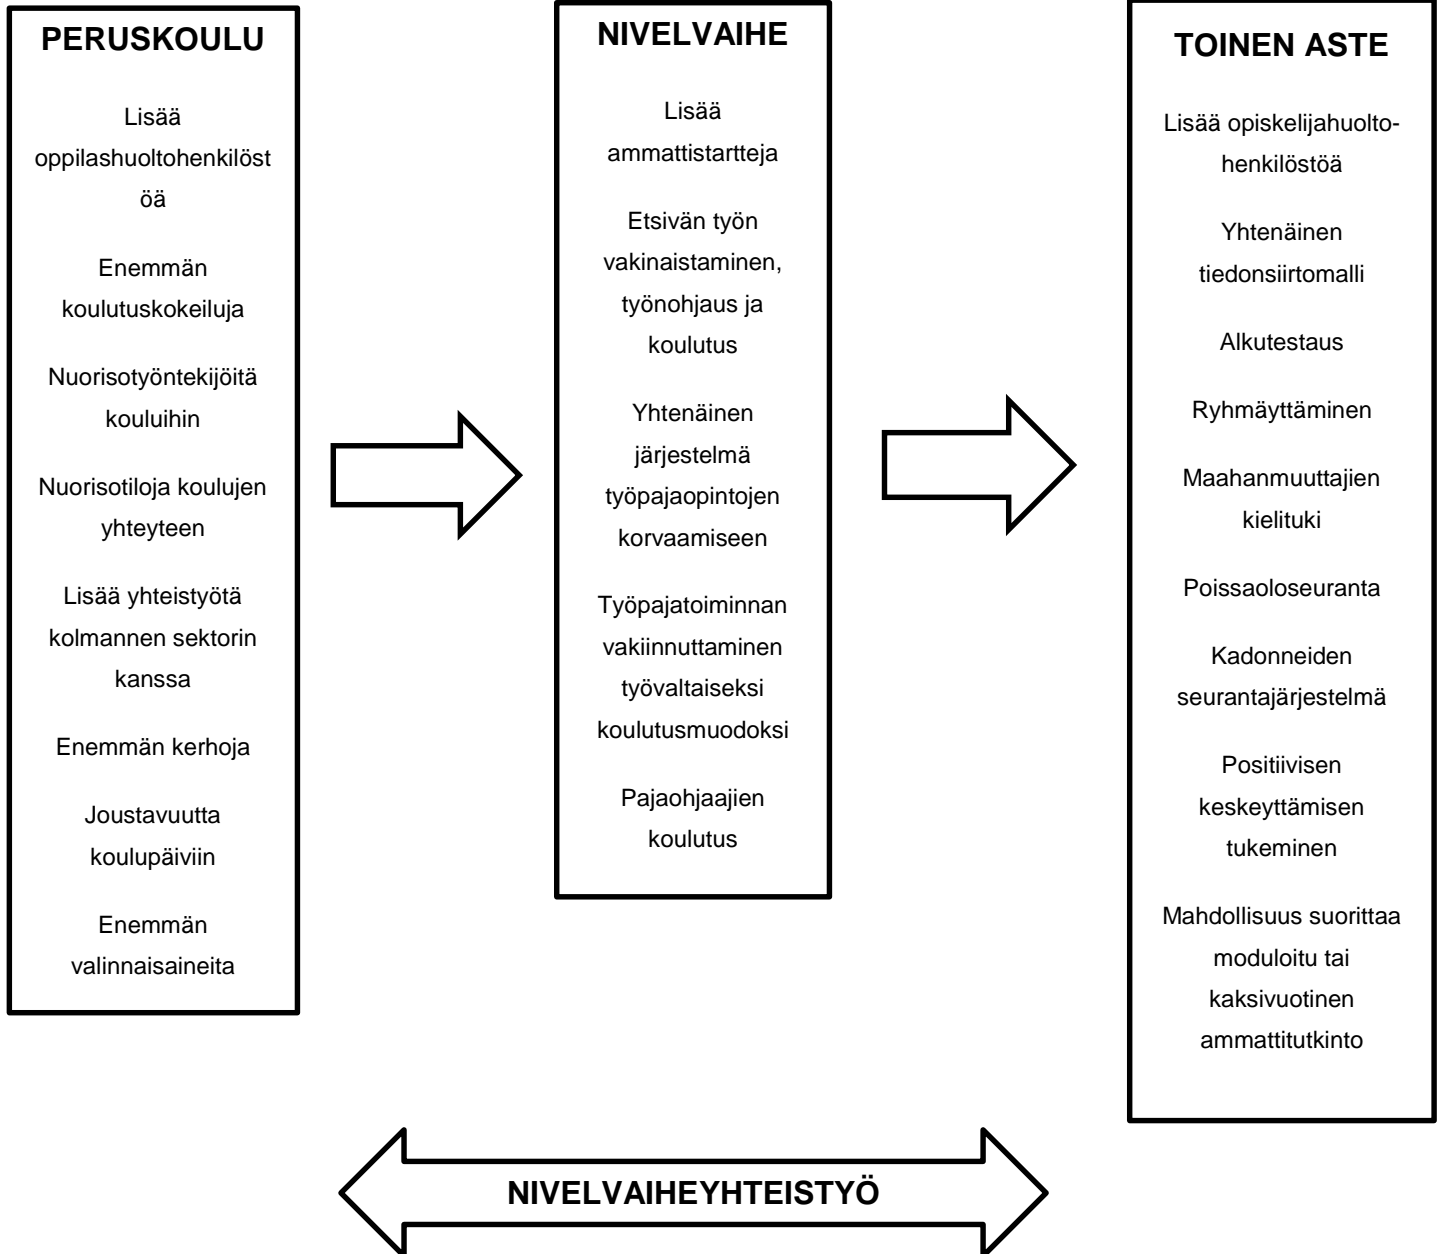 PERUSKOULU
Lisää
oppilashuoltohenkilöst
öä
Enemmän
koulutuskokeiluja
Nuorisotyöntekijöitä
kouluihin
Nuorisotiloja koulujen
yhteyteen
Lisää yhteistyötä
kolmannen sektorin
kanssa
Enemmän kerhoja
Joustavuutta
koulupäiviin
Enemmän
valinnaisaineita
NIVELVAIHE
Lisää
ammattistartteja
Etsivän työn
vakinaistaminen,
työnohjaus ja
koulutus
Yhtenäinen
järjestelmä
työpajaopintojen
korvaamiseen
Työpajatoiminnan
vakiinnuttaminen
työvaltaiseksi
koulutusmuodoksi
Pajaohjaajien
koulutus
TOINEN ASTE
Lisää opiskelijahuolto-
henkilöstöä
Yhtenäinen
tiedonsiirtomalli
Alkutestaus
Ryhmäyttäminen
Maahanmuuttajien
kielituki
Poissaoloseuranta
Kadonneiden
seurantajärjestelmä
Positiivisen
keskeyttämisen
tukeminen
Mahdollisuus suorittaa
moduloitu tai
kaksivuotinen
ammattitutkinto
NIVELVAIHEYHTEISTYÖ